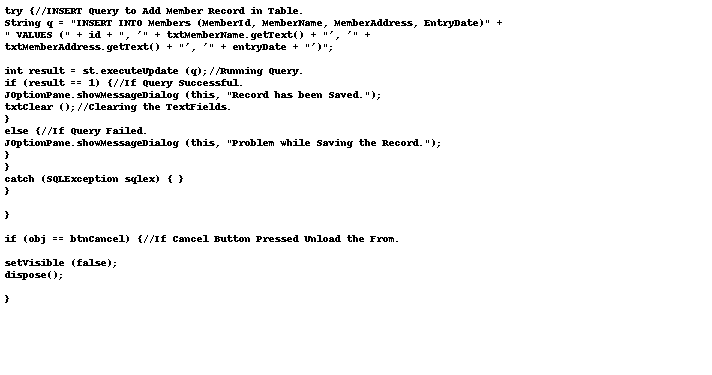 try {//INSERT Query to Add Member Record in Table.
String q = "INSERT INTO Members (MemberId, MemberName, MemberAddress, EntryDate)" +
" VALUES (" + id + ", '" + txtMemberName.getText() + "', '" +
txtMemberAddress.getText() + "', '" + entryDate + "')";
int result = st.executeUpdate (q);//Running Query.
if (result == 1) {//If Query Successful.
JOptionPane.showMessageDialog (this, "Record has been Saved.");
txtClear ();//Clearing the TextFields.
}
else {//If Query Failed.
JOptionPane.showMessageDialog (this, "Problem while Saving the Record.");
}
}
catch (SQLException sqlex) { }
}
}
if (obj == btnCancel) {//If Cancel Button Pressed Unload the From.
setVisible (false);
dispose();
}